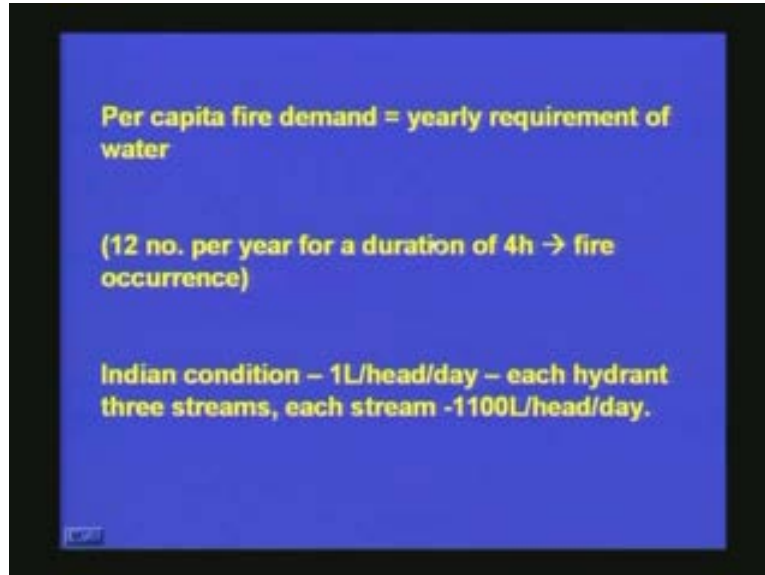 Per capita fire demand = yearly requirement of
water
(12 no. per year for a duration of 4h → fire
occurrence)
Indian condition – 1L/head/day – each hydrant
three streams, each stream -1100L/head/day.